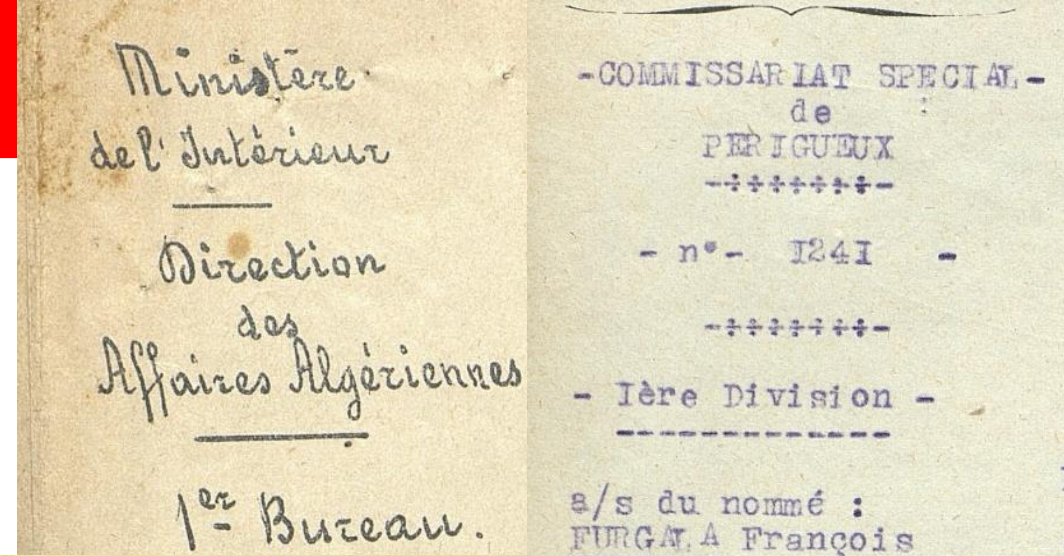 Ministère
de l'Intérieur
Direction
des
Affaires Algériennes
1er Bureau.
-COMMISSARIAT SPECIAL-
de
PERIGUEUX
-÷÷÷÷÷÷÷-
- n°- I24I -
-÷÷÷÷÷÷÷-
- Ière Division -
--------------
a/s du nommé :
FURGALA François